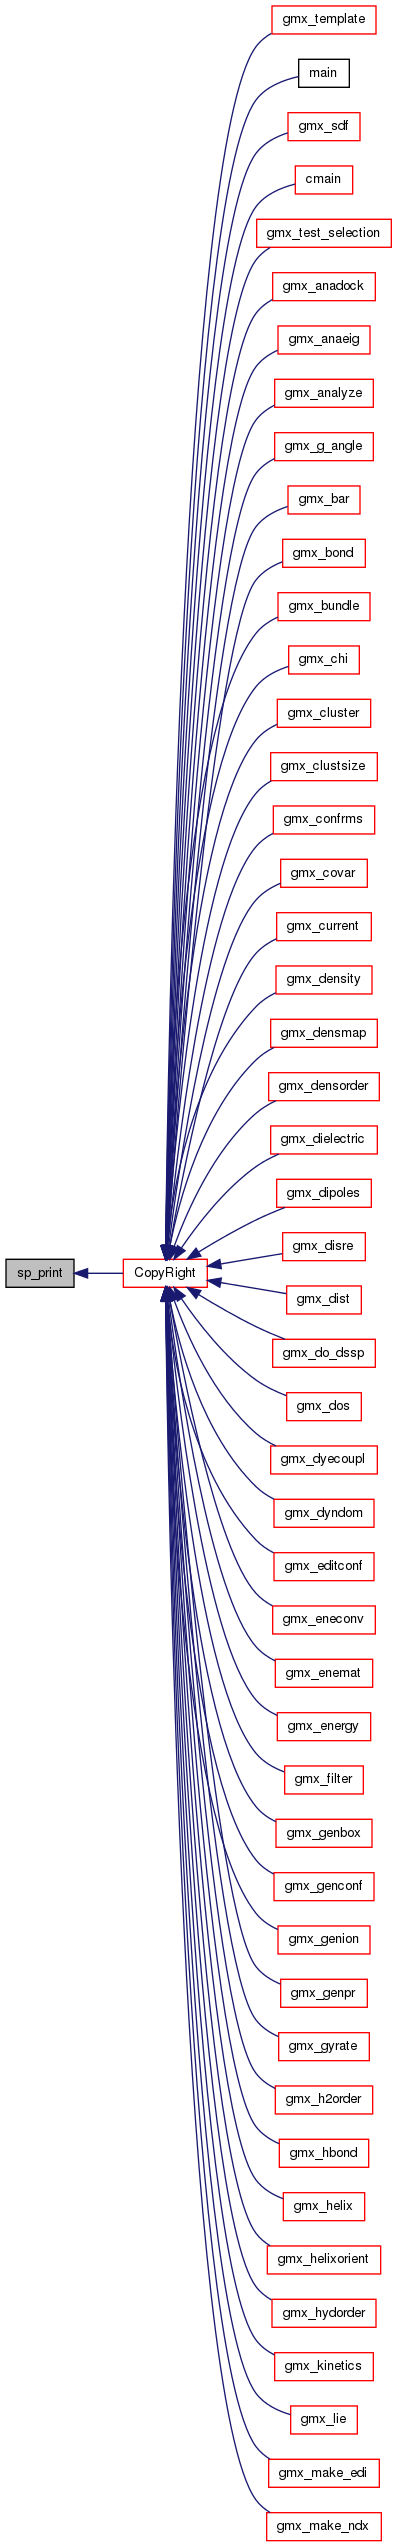 gmx_template
main
gmx_sdf
cmain
gmx_test_selection
gmx_anadock
gmx_anaeig
gmx_analyze
gmx_g_angle
gmx_bar
gmx_bond
gmx_bundle
gmx_chi
gmx_cluster
gmx_clustsize
gmx_confrms
gmx_covar
gmx_current
gmx_density
gmx_densmap
gmx_densorder
gmx_dielectric
gmx_dipoles
gmx_disre
sp_print
CopyRight
gmx_dist
gmx_do_dssp
gmx_dos
gmx_dyecoupl
gmx_dyndom
gmx_editconf
gmx_eneconv
gmx_enemat
gmx_energy
gmx_filter
gmx_genbox
gmx_genconf
gmx_genion
gmx_genpr
gmx_gyrate
gmx_h2order
gmx_hbond
gmx_helix
gmx_helixorient
gmx_hydorder
gmx_kinetics
gmx_lie
gmx_make_edi
gmx_make_ndx